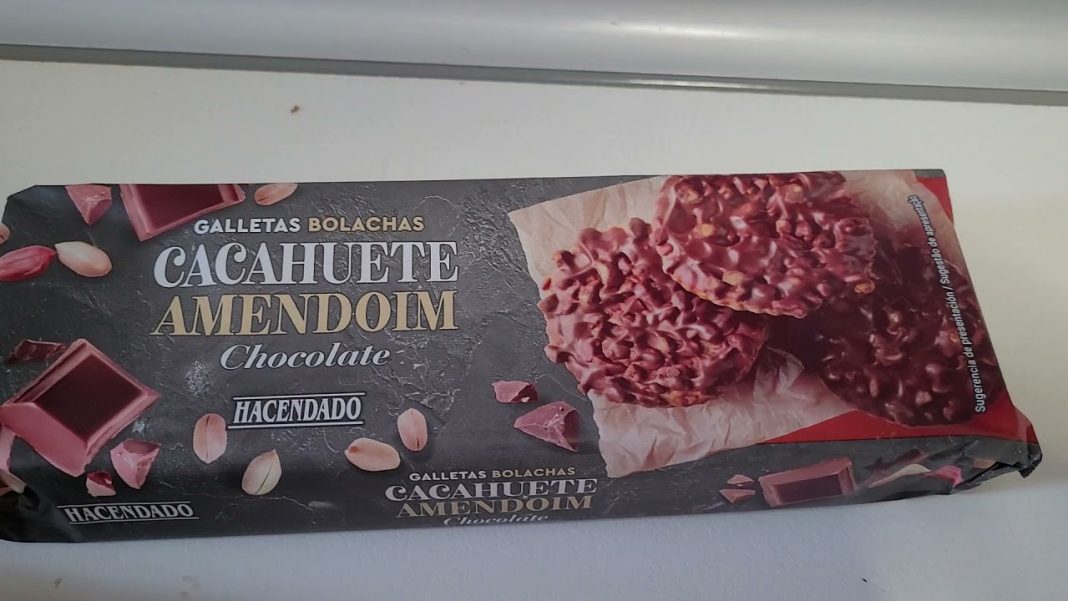 GALLETAS BOLACHAS
CACAHUETE
AMENDOIM
Chocolate
HACENDADO
Sugerencia de presentación / Sugestão de apresentação
HACENDADO
GALLETAS BOLACHAS
CACAHUETE
AMENDOIM
Chocolate